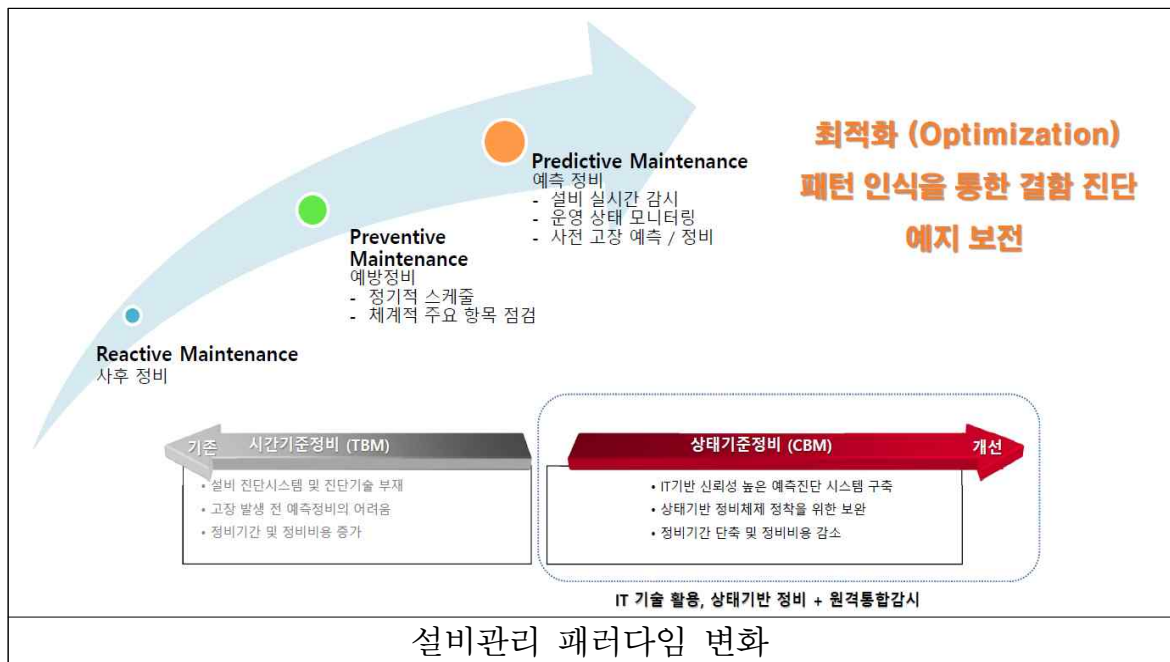 최적화 (Optimization)
패턴 인식을 통한 결함 진단
예지 보전
Predictive Maintenance
예측 정비
- 설비 실시간 감시
- 운영 상태 모니터링
- 사전 고장 예측 / 정비
Preventive
Maintenance
예방정비
- 정기적 스케줄
- 체계적 주요 항목 점검
Reactive Maintenance
사후 정비
기존
시간기준정비 (TBM)
• 설비 진단시스템 및 진단기술 부재
• 고장 발생 전 예측정비의 어려움
• 정비기간 및 정비비용 증가
상태기준정비 (CBM)
개선
• IT기반 신뢰성 높은 예측진단 시스템 구축
• 상태기반 정비체제 정착을 위한 보완
• 정비기간 단축 및 정비비용 감소
IT 기술 활용, 상태기반 정비 + 원격통합감시
설비관리 패러다임 변화